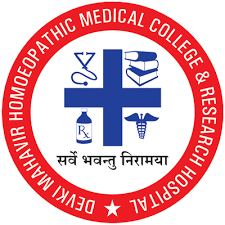 DEVKI MAHAVIR HOMOEOPATHIC MEDICAL COLLEGE & RESEARCH HOSPITAL
Rx
सर्वे भवन्तु निरामया